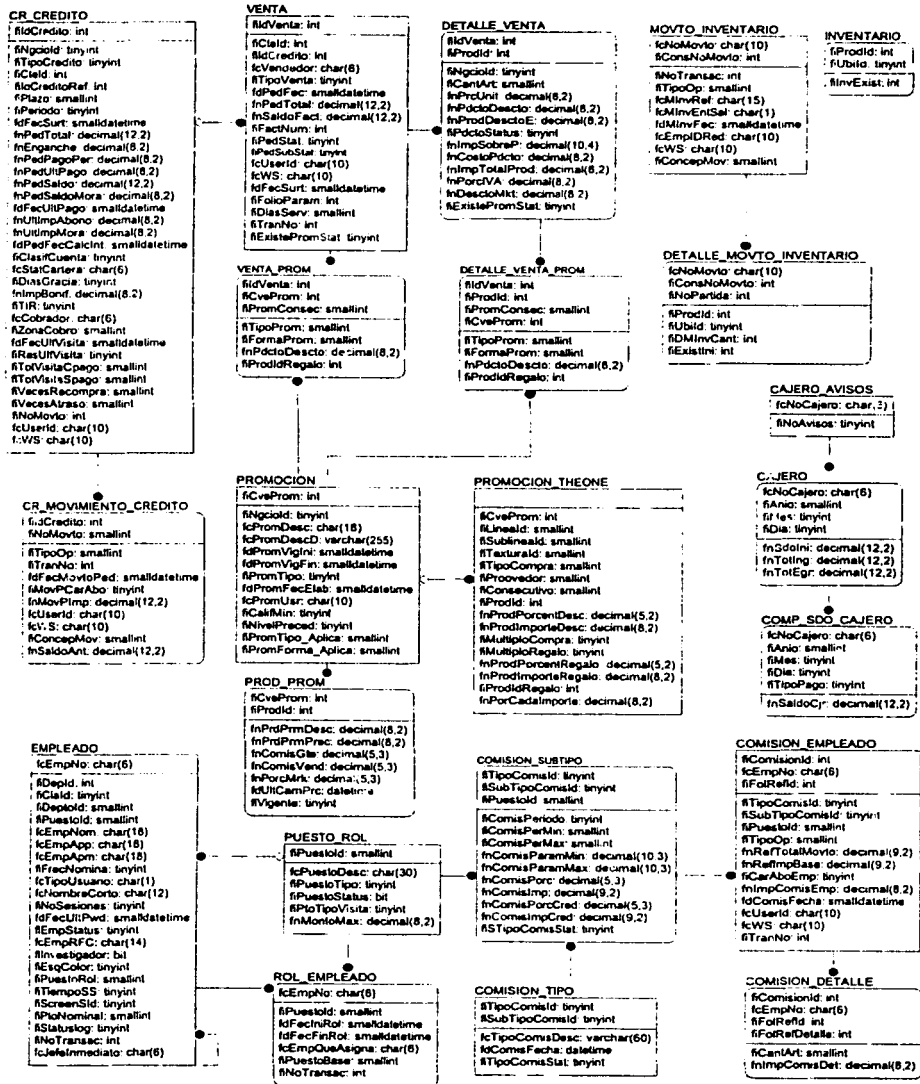 CR_CREDITO
fiIdCredito: int
fiNgcioId: tinyint
fiTipoCredito: tinyint
fiCteId: int
fiIdCreditoRef: int
fiPlazo: smallint
fiPeriodo: tinyint
fdFecSurt: smalldatetime
fnPedTotal: decimal(12,2)
fnEnganche: decimal(8,2)
fnPedPagoPer: decimal(8,2)
fnPedUltPago: decimal(8,2)
fnPedSaldo: decimal(12,2)
fnPedSaldoMora: decimal(8,2)
fdFecUltPago: smalldatetime
fnUltImpAbono: decimal(8,2)
fnUltImpMora: decimal(8,2)
fdPedFecCalcInt: smalldatetime
fiClasifCuenta: tinyint
fcStatCartera: char(6)
fiDiasGracia: tinyint
fnImpBonif: decimal(8,2)
fiTIR: tinyint
fcCobrador: char(6)
fiZonaCobro: smallint
fdFecUltVisita: smalldatetime
fiResUltVisita: tinyint
fiTotVisitaCpago: smallint
fiTotVisitaSpago: smallint
fiVecesRecompra: smallint
fiVecesAtraso: smallint
fiNoMovto: int
fcUserId: char(10)
fcWS: char(10)
VENTA
fiIdVenta: int
fiCteId: int
fiIdCredito: int
fcVendedor: char(6)
fiTipoVenta: tinyint
fdPedFec: smalldatetime
fnPedTotal: decimal(12,2)
fnSaldoFact: decimal(12,2)
fiFactNum: int
fiPedStat: tinyint
fiPedSubStat: tinyint
fcUserId: char(10)
fcWS: char(10)
fdFecSurt: smalldatetime
fiFolioParam: int
fiDiasServ: smallint
fiTranNo: int
fiExistePromStat: tinyint
DETALLE_VENTA
fiIdVenta: int
fiProdId: int
fiNgcioId: tinyint
fiCantArt: smallint
fnPrcUnit: decimal(8,2)
fnPdctoDescto: decimal(8,2)
fnProdDesctoE: decimal(8,2)
fiPdctoStatus: tinyint
fnImpSobreP: decimal(10,4)
fnCostoPdcto: decimal(8,2)
fnImpTotalProd: decimal(8,2)
fnPorcIVA: decimal(8,2)
fnDesctoMkt: decimal(8,2)
fiExistePromStat: tinyint
MOVTO_INVENTARIO
fcNoMovto: char(10)
fiConsNoMovto: int
fiNoTransac: int
fiTipoOp: smallint
fcMInvRef: char(15)
fcMInvEntSal: char(1)
fdMInvFec: smalldatetime
fcEmpIDRed: char(10)
fcWS: char(10)
fiConcepMov: smallint
INVENTARIO
fiProdId: int
fiUbiId: tinyint
fiInvExist: int
VENTA_PROM
fiIdVenta: int
fiCveProm: int
fiPromConsec: smallint
fiTipoProm: smallint
fiFormaProm: smallint
fnPdctoDescto: decimal(8,2)
fiProdIdRegalo: int
DETALLE_VENTA_PROM
fiIdVenta: int
fiProdId: int
fiPromConsec: smallint
fiCveProm: int
fiTipoProm: smallint
fiFormaProm: smallint
fnPdctoDescto: decimal(8,2)
fiProdIdRegalo: int
DETALLE_MOVTO_INVENTARIO
fcNoMovto: char(10)
fiConsNoMovto: int
fiNoPartida: int
fiProdId: int
fiUbiId: tinyint
fiDMInvCant: int
fiExistIni: int
CAJERO_AVISOS
fcNoCajero:
fiNoAvisos: tinyint
CR_MOVIMIENTO_CREDITO
fiIdCredito: int
fiNoMovto: int
fiTipoOp: smallint
fiTranNo: int
fdFecMovtoPed: smalldatetime
fiMovPCarAbo: tinyint
fnMovPImp: decimal(12,2)
fcUserId: char(10)
fcWS: char(10)
fiConcepMov: smallint
fnSaldoAnt: decimal(12,2)
PROMOCION
fiCveProm: int
fiNgcioId: tinyint
fcPromDesc: char(18)
fcPromDescD: varchar(255)
fdPromVigIni: smalldatetime
fdPromVigFin: smalldatetime
fiPromTipo: tinyint
fdPromFecElab: smalldatetime
fcPromUsr: char(10)
fiCalifMin: tinyint
fiNivelPreced: tinyint
fiPromTipo_Aplica: smallint
fiPromForma_Aplica: smallint
PROMOCION_THEONE
fiCveProm: int
fiLineaId: smallint
fiSublineaId: smallint
fiTexturaId: smallint
fiTipoCompra: smallint
fiProovedor: smallint
fiConsecutivo: smallint
fiProdId: int
fnProdPorcentDesc: decimal(5,2)
fnProdImporteDesc: decimal(8,2)
fiMultiploCompra: tinyint
fiMultiploRegalo: tinyint
fnProdPorcentRegalo: decimal(5,2)
fnProdImporteRegalo: decimal(8,2)
fiProdIdRegalo: int
fnPorCadaImporte: decimal(8,2)
CAJERO
fcNoCajero: char(6)
fiAnio: smallint
fiMes: tinyint
fiDia: tinyint
fnSdoIni: decimal(12,2)
fnTotIng: decimal(12,2)
fnTotEgr: decimal(12,2)
COMP_SDO_CAJERO
fcNoCajero: char(6)
fiAnio: smallint
fiMes: tinyint
fiDia: tinyint
fiTipoPago: tinyint
fnSaldoCjr: decimal(12,2)
PROD_PROM
fiCveProm: int
fiProdId: int
fnPrdPrmDesc: decimal(8,2)
fnPrdPrmPrec: decimal(8,2)
fnComisGte: decimal(5,3)
fnComisVend: decimal(5,3)
fnPorcMrk: decimal(5,3)
fdUltCamPrc: datetime
fiVigente: tinyint
EMPLEADO
fcEmpNo: char(6)
fiDepId: int
fiCiaId: tinyint
fiDeptoId: smallint
fiPuestoId: smallint
fcEmpNom: char(18)
fcEmpApp: char(18)
fcEmpApm: char(18)
fiFrecNomina: tinyint
fcTipoUsuario: char(1)
fcNombreCorto: char(12)
fiNoSesiones: tinyint
fdFecUltPwd: smalldatetime
fiEmpStatus: tinyint
fcEmpRFC: char(14)
fiInvestigador: bit
fiEsqColor: tinyint
fiPuestoRol: smallint
fiTiempoSS: tinyint
fiScreenSId: tinyint
fiPtoNominal: smallint
fiStatuslog: tinyint
fiNoTransac: int
fcJefeInmediato: char(6)
PUESTO_ROL
fiPuestoId: smallint
fcPuestoDesc: char(30)
fiPuestoTipo: tinyint
fiPuestoStatus: bit
fiPtoTipoVisita: tinyint
fnMontoMax: decimal(8,2)
ROL_EMPLEADO
fcEmpNo: char(6)
fiPuestoId: smallint
fdFecIniRol: smalldatetime
fdFecFinRol: smalldatetime
fcEmpQueAsigna: char(6)
fiPuestoBase: smallint
fiNoTransac: int
COMISION_SUBTIPO
fiTipoComisId: tinyint
fiSubTipoComisId: tinyint
fiPuestoId: smallint
fiComisPeriodo: tinyint
fiComisPerMin: smallint
fiComisPerMax: smallint
fnComisParamMin: decimal(10,3)
fnComisParamMax: decimal(10,3)
fnComisPorc: decimal(5,3)
fnComisImp: decimal(9,2)
fnComisPorcCred: decimal(5,3)
fnComisImpCred: decimal(9,2)
fiSTipoComisStat: tinyint
COMISION_TIPO
fiTipoComisId: tinyint
fiSubTipoComisId: tinyint
fcTipoComisDesc: varchar(60)
fdComisFecha: datetime
fiTipoComisStat: tinyint
COMISION_EMPLEADO
fiComisionId: int
fcEmpNo: char(6)
fiFolRefId: int
fiTipoComisId: tinyint
fiSubTipoComisId: tinyint
fiPuestoId: smallint
fiTipoOp: smallint
fnRefTotalMovto: decimal(9,2)
fnRefImpBase: decimal(9,2)
fiCarAboEmp: tinyint
fnImpComisEmp: decimal(8,2)
fdComisFecha: smalldatetime
fcUserId: char(10)
fcWS: char(10)
fiTranNo: int
COMISION_DETALLE
fiComisionId: int
fcEmpNo: char(6)
fiFolRefId: int
fiFolRefDetalle: int
fiCantArt: smallint
fnImpComisDet: decimal(8,2)